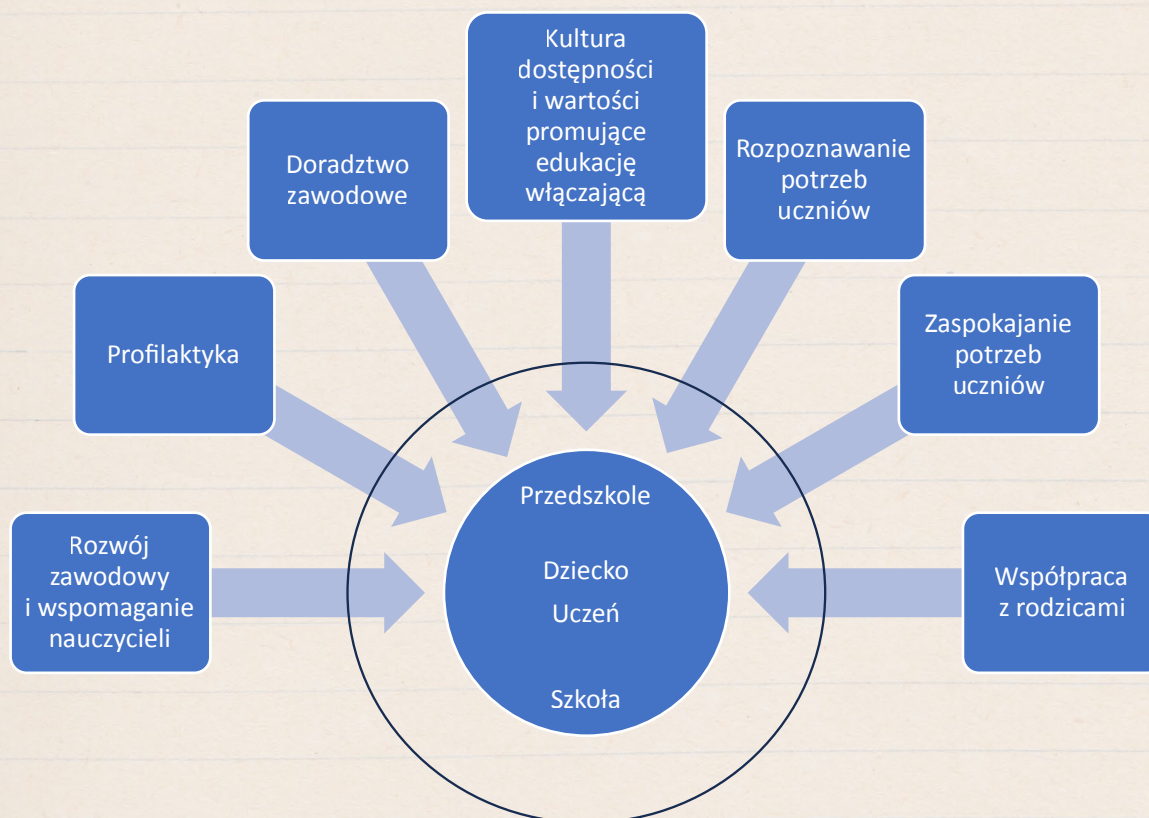 Kultura
dostępności
i wartości
promujące
edukację
włączającą
Doradztwo
zawodowe
Rozpoznawanie
potrzeb
uczniów
Profilaktyka
Zaspokajanie
potrzeb
uczniów
Rozwój
zawodowy
i wspomaganie
nauczycieli
Przedszkole
Dziecko
Uczeń
Szkoła
Współpraca
z rodzicami